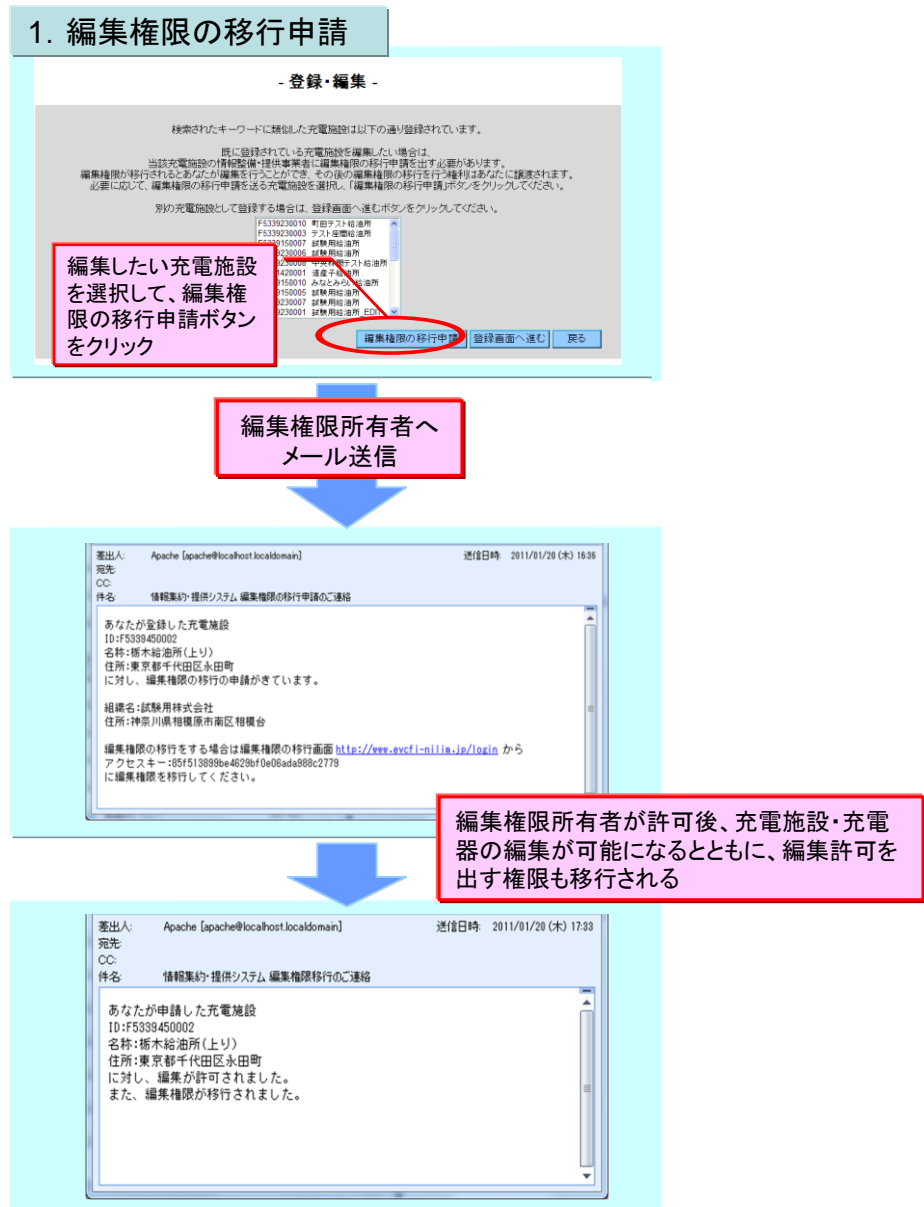 1．編集権限の移行申請
- 登録・編集 -
検索されたキーワードに類似した充電施設は以下の通り登録されています。
既に登録されている充電施設を編集したい場合は、
当該充電施設の情報整備・提供事業者に編集権限の移行申請を出す必要があります。
編集権限が移行されるとあなたが編集を行うことができ、その後の編集権限の移行を行う権利はあなたに譲渡されます。
必要に応じて、編集権限の移行申請を送る充電施設を選択し、「編集権限の移行申請」ボタンをクリックしてください。
別の充電施設として登録する場合は、登録画面へ進むボタンをクリックしてください。
F5339230010 町田テスト給油所
F5339230003 テスト座間給油所
F5339150007 試験用給油所
9230006 試験用給油所
テスト給油所
1420001 道産子給油所
9150010 みなとみらい給油所
9150005 試験用給油所
9230007 試験用給油所
9230001 試験用給油所_EDIT
編集したい充電施設
を選択して、編集権
限の移行申請ボタン
をクリック
編集権限の移行申請 登録画面へ進む 戻る
編集権限所有者へ
メール送信
差出人: Apache [apache@localhost.localdomain] 送信日時: 2011/01/20 (木) 16:36
宛先:
CC:
件名: 情報集約・提供システム 編集権限の移行申請のご連絡
あなたが登録した充電施設
ID:F5339450002
名称:栃木給油所(上り)
住所:東京都千代田区永田町
に対し、編集権限の移行の申請がきています。
組織名:試験用株式会社
住所:神奈川県相模原市南区相模台
編集権限の移行をする場合は編集権限の移行画面 http://www.evcfi-nilim.jp/login から
アクセスキー:85f513899be4629bf0e06ada988c2779
に編集権限を移行してください。
編集権限所有者が許可後、充電施設・充電
器の編集が可能になるとともに、編集許可を
出す権限も移行される
差出人: Apache [apache@localhost.localdomain] 送信日時: 2011/01/20 (木) 17:33
宛先:
CC:
件名: 情報集約・提供システム 編集権限移行のご連絡
あなたが申請した充電施設
ID:F5339450002
名称:栃木給油所(上り)
住所:東京都千代田区永田町
に対し、編集が許可されました。
また、編集権限が移行されました。